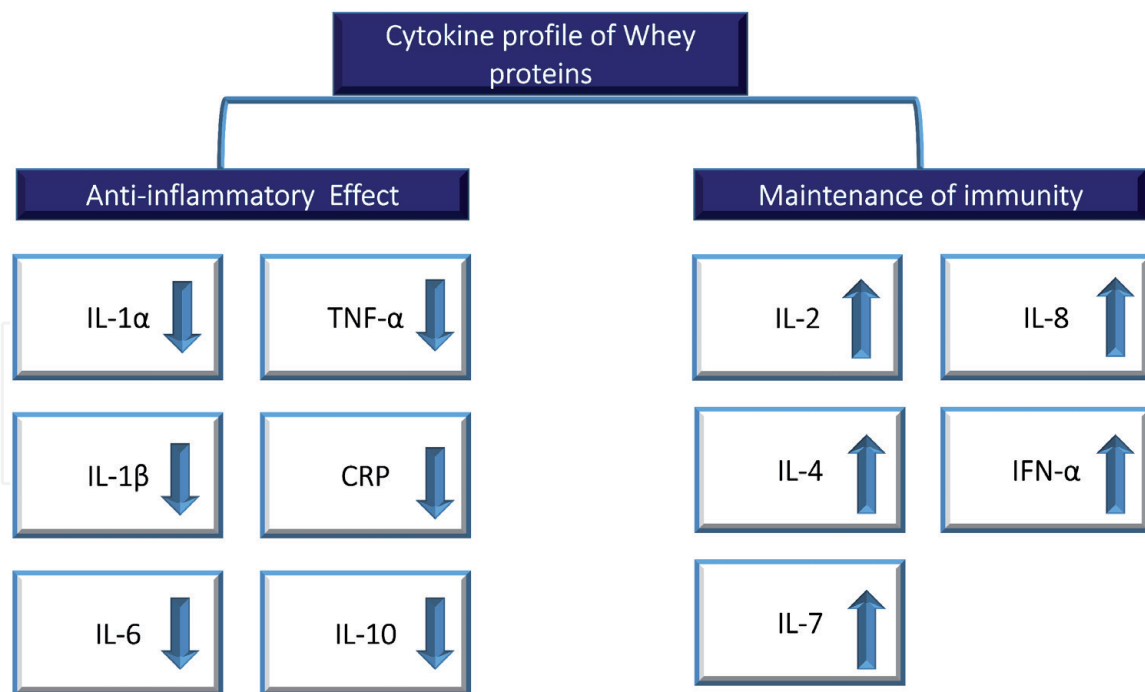 Cytokine profile of Whey
proteins
Anti-inflammatory Effect
Maintenance of immunity
IL-1α
TNF-α
IL-2
IL-8
IL-1β
CRP
IL-4
IFN-α
IL-6
IL-10
IL-7